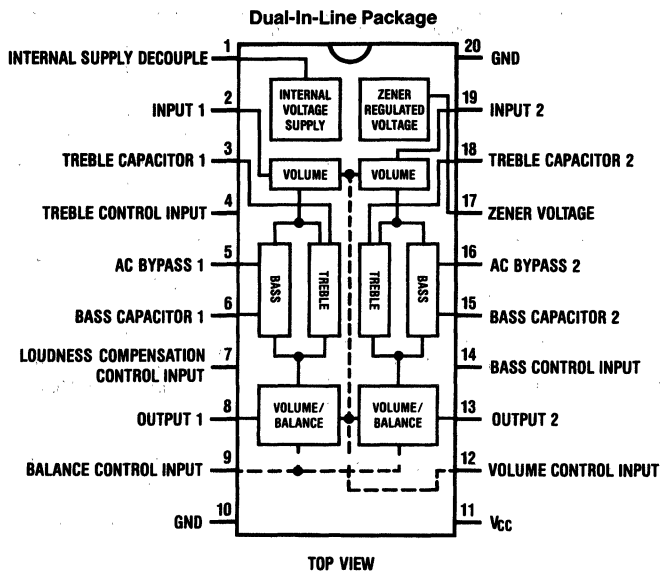 Dual-In-Line Package
1
INTERNAL SUPPLY DECOUPLE
20
GND
INTERNAL
VOLTAGE
SUPPLY
ZENER
REGULATED
VOLTAGE
2
INPUT 1
19
INPUT 2
3
TREBLE CAPACITOR 1
18
TREBLE CAPACITOR 2
VOLUME
VOLUME
4
TREBLE CONTROL INPUT
17
ZENER VOLTAGE
5
AC BYPASS 1
16
AC BYPASS 2
BASS
TREBLE
TREBLE
BASS
6
BASS CAPACITOR 1
15
BASS CAPACITOR 2
7
LOUDNESS COMPENSATION
CONTROL INPUT
14
BASS CONTROL INPUT
8
OUTPUT 1
VOLUME/
BALANCE
VOLUME/
BALANCE
13
OUTPUT 2
9
BALANCE CONTROL INPUT
12
VOLUME CONTROL INPUT
10
GND
11
VCC
TOP VIEW